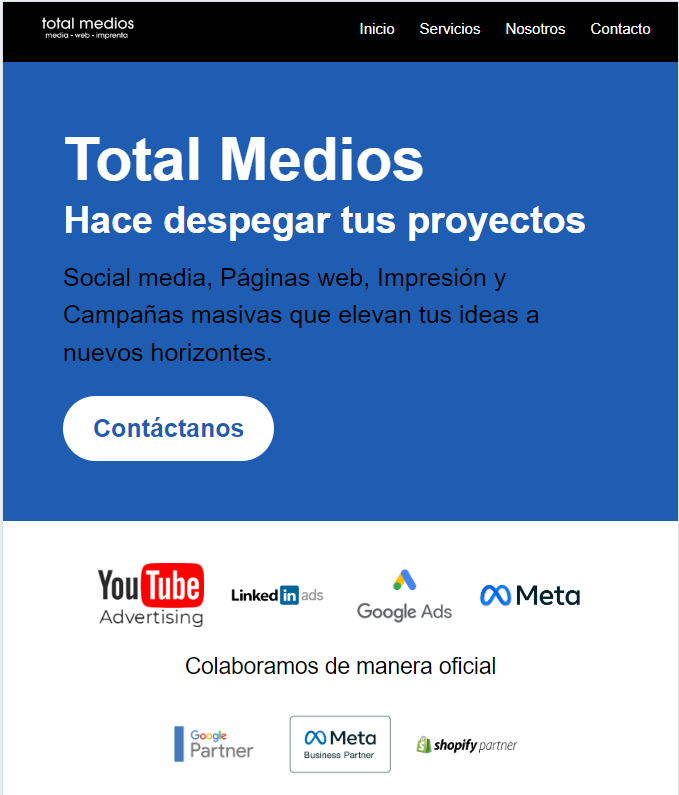 total medios
media - web - imprenta
Inicio Servicios Nosotros Contacto
Total Medios
Hace despegar tus proyectos
Social media, Páginas web, Impresión y
Campañas masivas que elevan tus ideas a
nuevos horizontes.
Contáctanos
YouTube
Advertising
Linked in ads
Google Ads
Meta
Colaboramos de manera oficial
Google
Partner
Meta
Business Partner
shopify partner